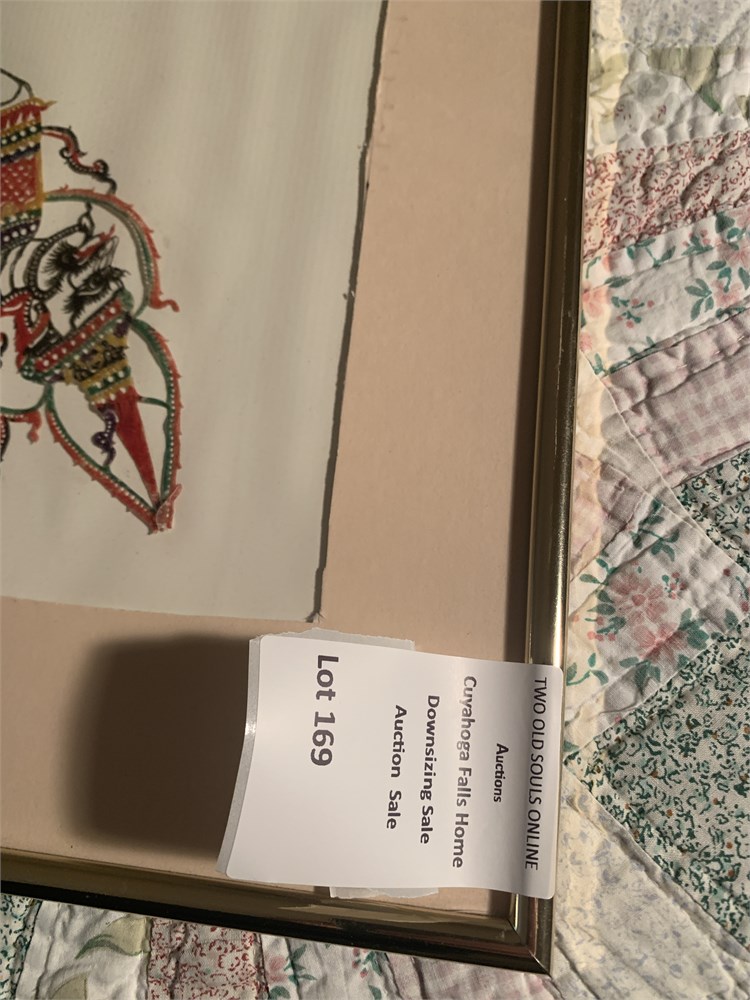 TWO OLD SOULS ONLINE
Auctions
Cuyahoga Falls Home
Downsizing Sale
Auction Sale
Lot 169